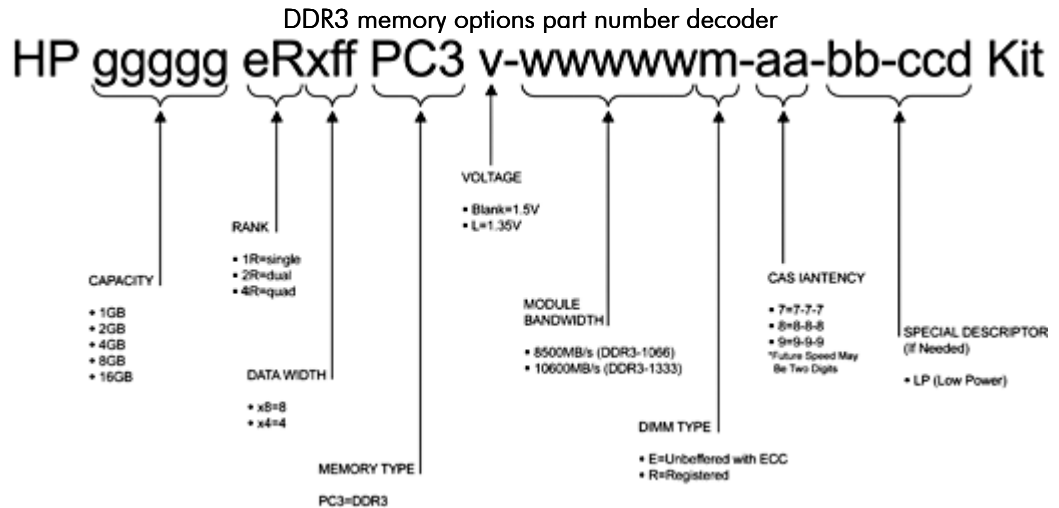 DDR3 memory options part number decoder
HP ggggg eRxff PC3 v-wwwwwm-aa-bb-ccd Kit
VOLTAGE
▪ Blank=1.5V
▪ L=1.35V
RANK
▪ 1R=single
▪ 2R=dual
▪ 4R=quad
CAPACITY
▪ 1GB
▪ 2GB
▪ 4GB
▪ 8GB
▪ 16GB
CAS IANTENCY
▪ 7=7-7-7
▪ 8=8-8-8
▪ 9=9-9-9
*Future Speed May
Be Two Digits
MODULE
BANDWIDTH
▪ 8500MB/s (DDR3-1066)
▪ 10600MB/s (DDR3-1333)
SPECIAL DESCRIPTOR
(If Needed)
▪ LP (Low Power)
DATA WIDTH
▪ x8=8
▪ x4=4
DIMM TYPE
▪ E=Unbeffered with ECC
▪ R=Registered
MEMORY TYPE
PC3=DDR3